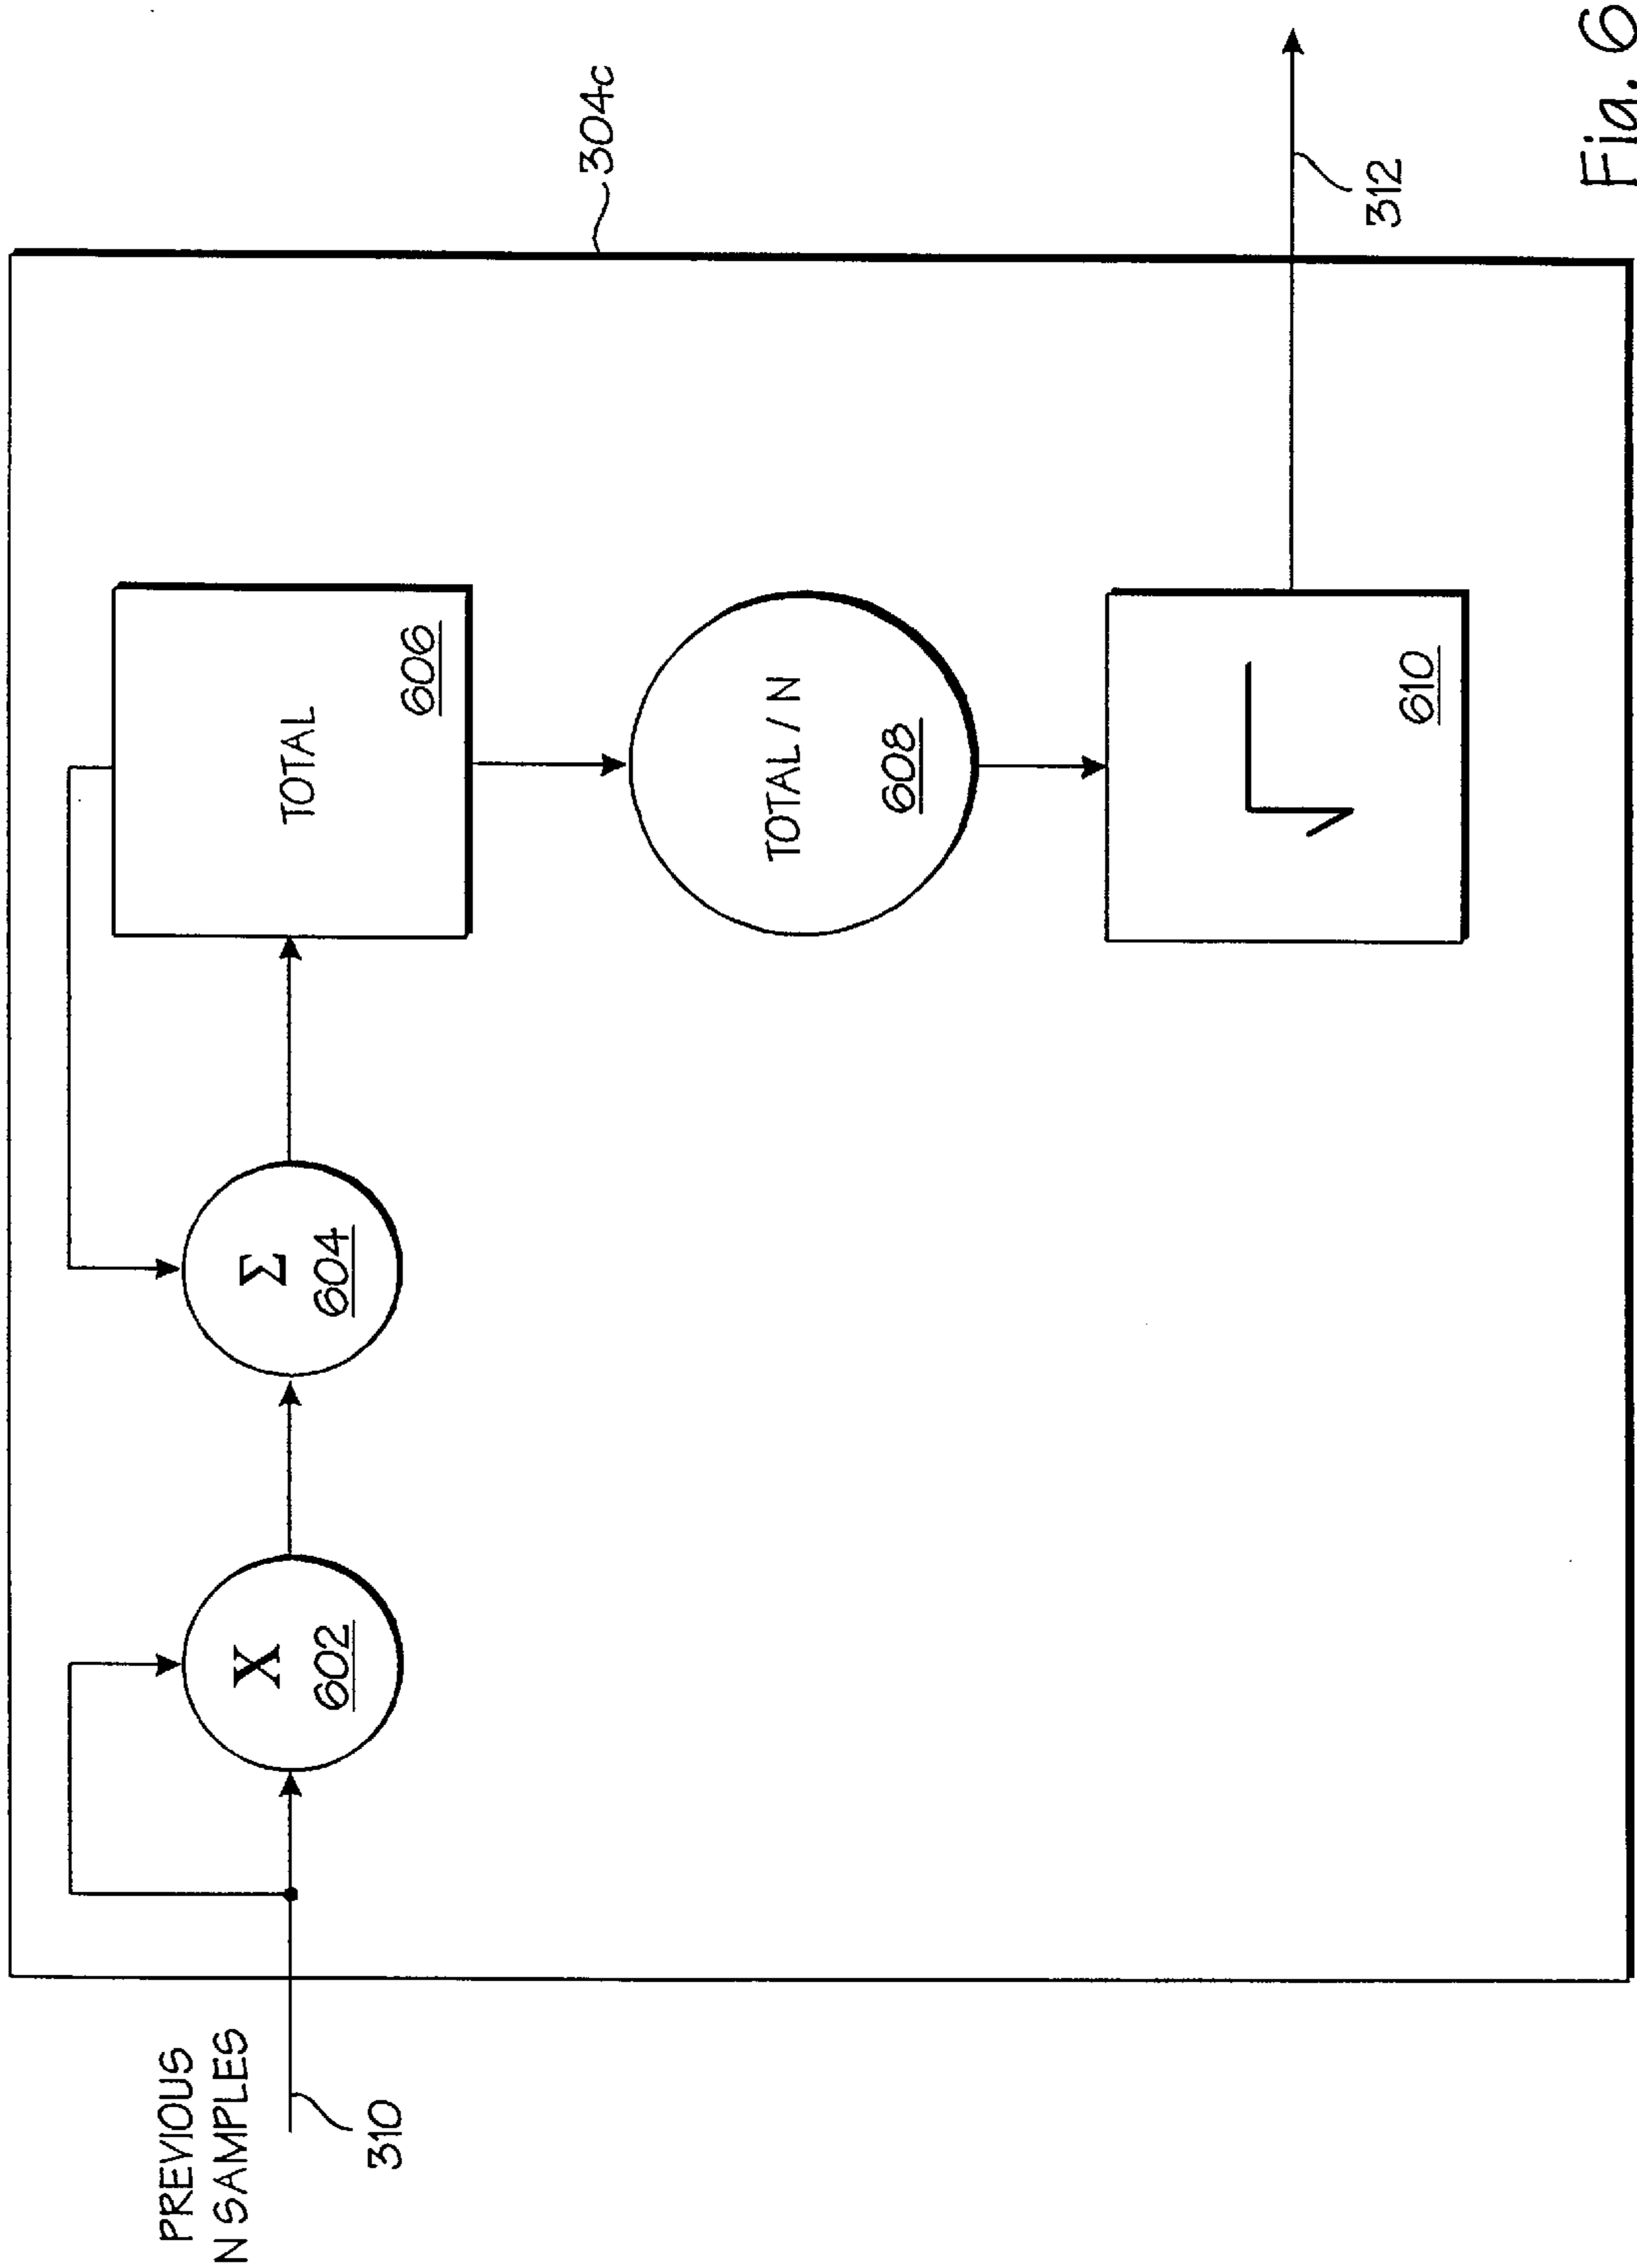 PREVIOUS
N SAMPLES
310
X
602
Σ
604
TOTAL
606
TOTAL / N
608
√
610
304c
312
Fig. 6